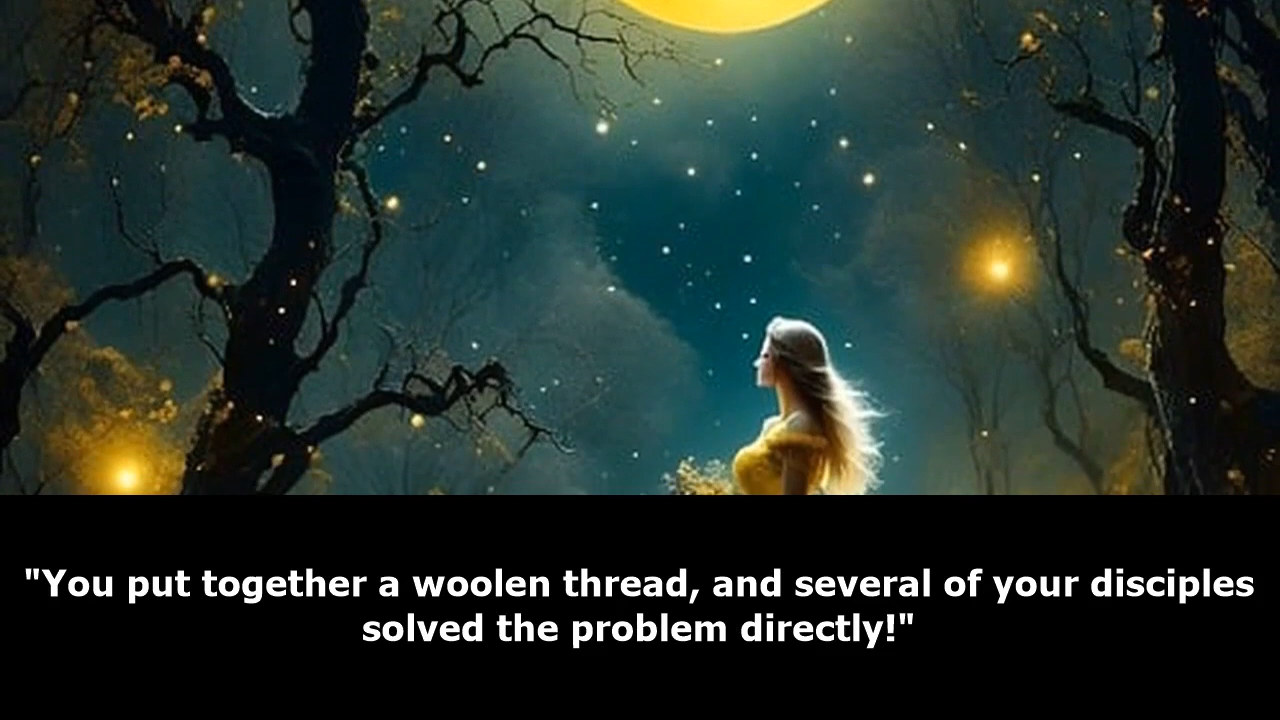 "You put together a woolen thread, and several of your disciples
solved the problem directly!"